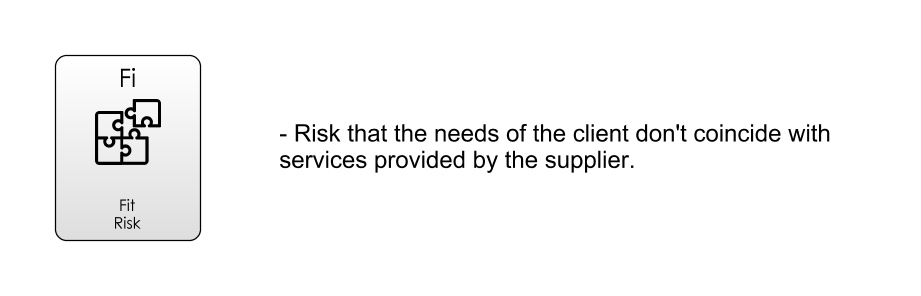 Fi
Fit
Risk
- Risk that the needs of the client don't coincide with
services provided by the supplier.